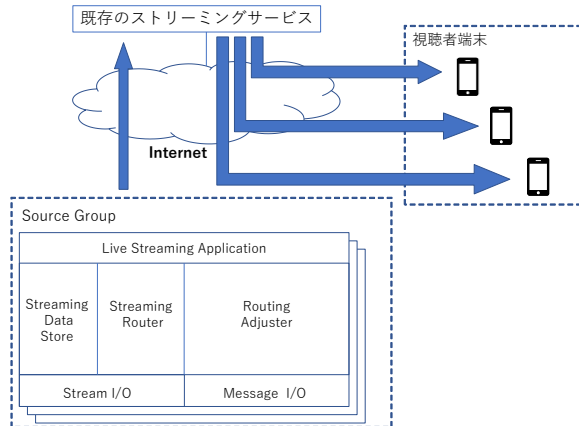 既存のストリーミングサービス
視聴者端末
Internet
Source Group
Live Streaming Application
Streaming
Data
Store
Streaming
Router
Routing
Adjuster
Stream I/O
Message I/O